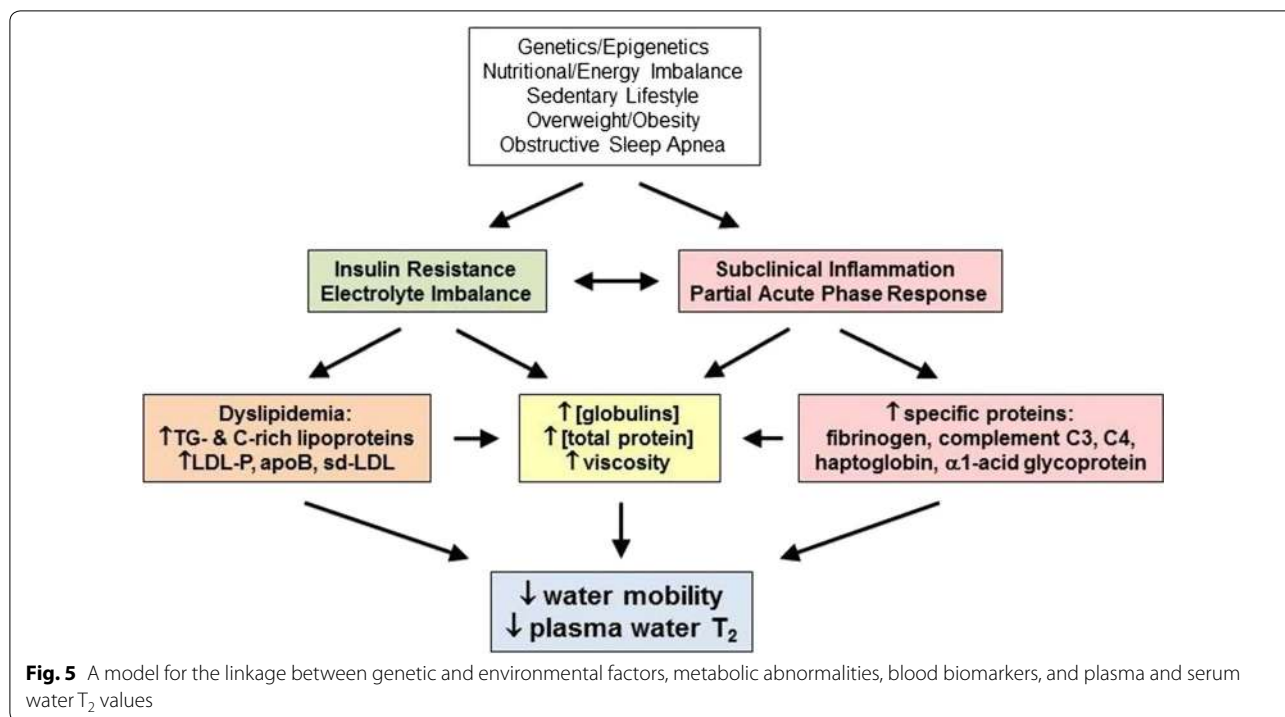 Genetics/Epigenetics
Nutritional/Energy Imbalance
Sedentary Lifestyle
Overweight/Obesity
Obstructive Sleep Apnea
Insulin Resistance
Electrolyte Imbalance
Subclinical Inflammation
Partial Acute Phase Response
Dyslipidemia:
↑TG- & C-rich lipoproteins
↑LDL-P, apoB, sd-LDL
↑[globulins]
↑[total protein]
↑ viscosity
↑ specific proteins:
fibrinogen, complement C3, C4,
haptoglobin, α1-acid glycoprotein
↓ water mobility
↓ plasma water T₂
Fig. 5 A model for the linkage between genetic and environmental factors, metabolic abnormalities, blood biomarkers, and plasma and serum
water T₂ values